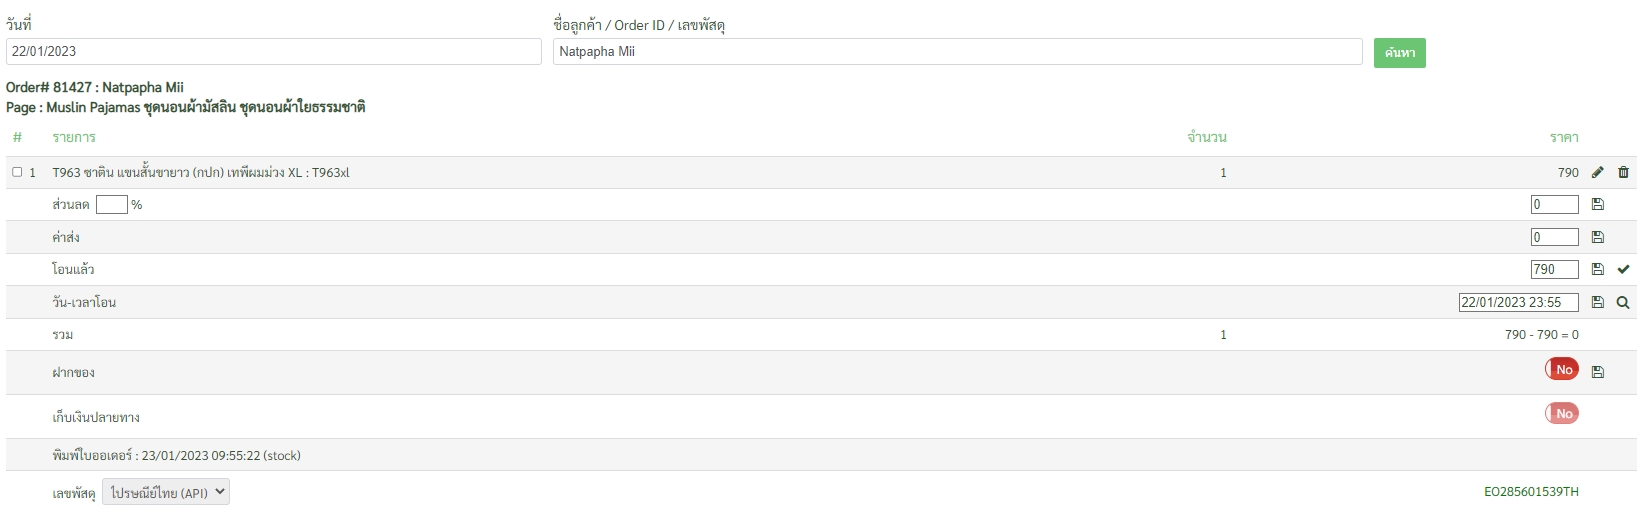 วันที่ ชื่อลูกค้า / Order ID / เลขพัสดุ
22/01/2023 Natpapha Mii ค้นหา
Order# 81427 : Natpapha Mii
Page : Muslin Pajamas ชุดนอนผ้ามัสลิน ชุดนอนผ้าใยธรรมชาติ
# รายการ จำนวน ราคา
1 T963 ซาติน แขนสั้นขายาว (กปก) เทพีผมม่วง XL : T963xl 1 790
ส่วนลด % 0
ค่าส่ง 0
โอนแล้ว 790
วัน-เวลาโอน 22/01/2023 23:55
รวม 1 790 - 790 = 0
ฝากของ No
เก็บเงินปลายทาง No
พิมพ์ใบออเดอร์ : 23/01/2023 09:55:22 (stock)
เลขพัสดุ ไปรษณีย์ไทย (API) EO285601539TH